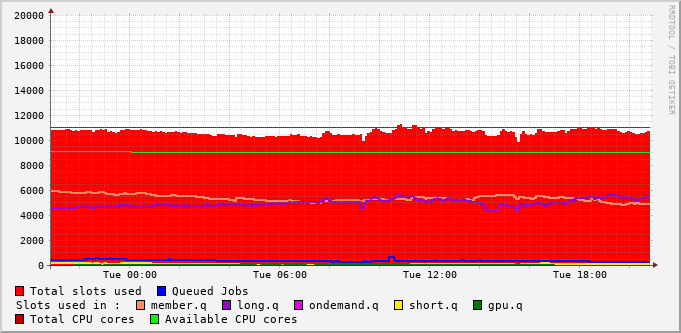 20000
18000
16000
14000
12000
10000
8000
6000
4000
2000
0
Tue 00:00 Tue 06:00 Tue 12:00 Tue 18:00
Total slots used Queued Jobs
Slots used in : member.q long.q ondemand.q short.q gpu.q
Total CPU cores Available CPU cores
RRDTOOL / TOBI OETIKER